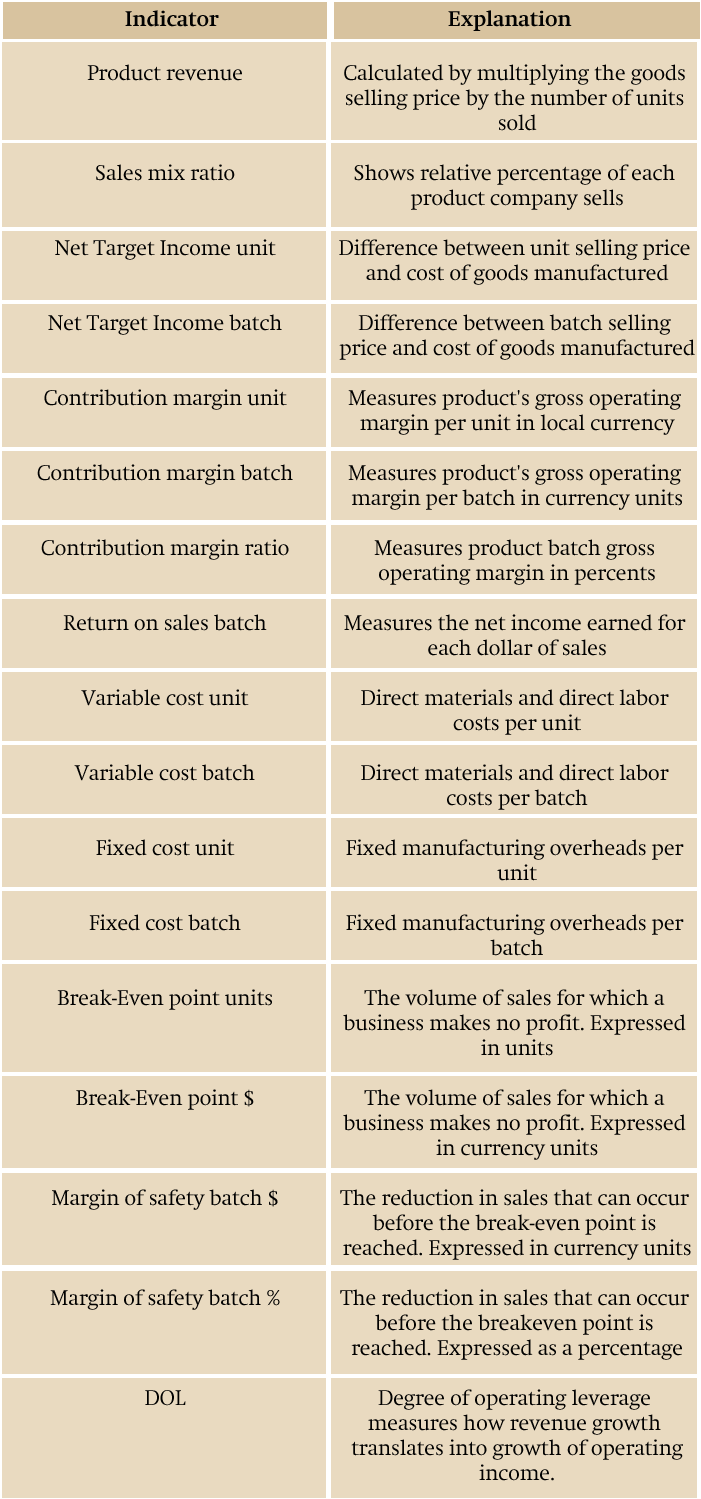 Indicator
Explanation
Product revenue
Calculated by multiplying the goods
selling price by the number of units
sold
Sales mix ratio
Shows relative percentage of each
product company sells
Net Target Income unit
Difference between unit selling price
and cost of goods manufactured
Net Target Income batch
Difference between batch selling
price and cost of goods manufactured
Contribution margin unit
Measures product's gross operating
margin per unit in local currency
Contribution margin batch
Measures product's gross operating
margin per batch in currency units
Contribution margin ratio
Measures product batch gross
operating margin in percents
Return on sales batch
Measures the net income earned for
each dollar of sales
Variable cost unit
Direct materials and direct labor
costs per unit
Variable cost batch
Direct materials and direct labor
costs per batch
Fixed cost unit
Fixed manufacturing overheads per
unit
Fixed cost batch
Fixed manufacturing overheads per
batch
Break-Even point units
The volume of sales for which a
business makes no profit. Expressed
in units
Break-Even point $
The volume of sales for which a
business makes no profit. Expressed
in currency units
Margin of safety batch $
The reduction in sales that can occur
before the break-even point is
reached. Expressed in currency units
Margin of safety batch %
The reduction in sales that can occur
before the breakeven point is
reached. Expressed as a percentage
DOL
Degree of operating leverage
measures how revenue growth
translates into growth of operating
income.